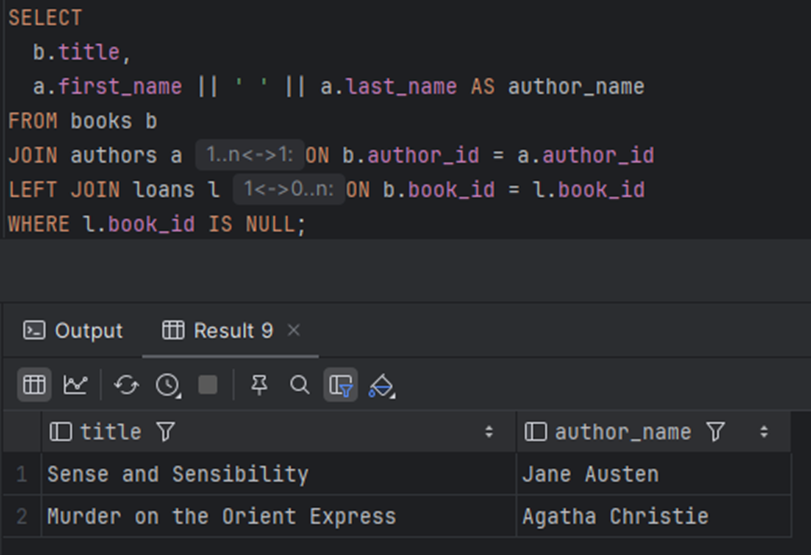 SELECT
b.title,
a.first_name || ' ' || a.last_name AS author_name
FROM books b
JOIN authors a 1..n<->1: ON b.author_id = a.author_id
LEFT JOIN loans l 1<->0..n: ON b.book_id = l.book_id
WHERE l.book_id IS NULL;
Output Result 9
title author_name
1 Sense and Sensibility Jane Austen
2 Murder on the Orient Express Agatha Christie